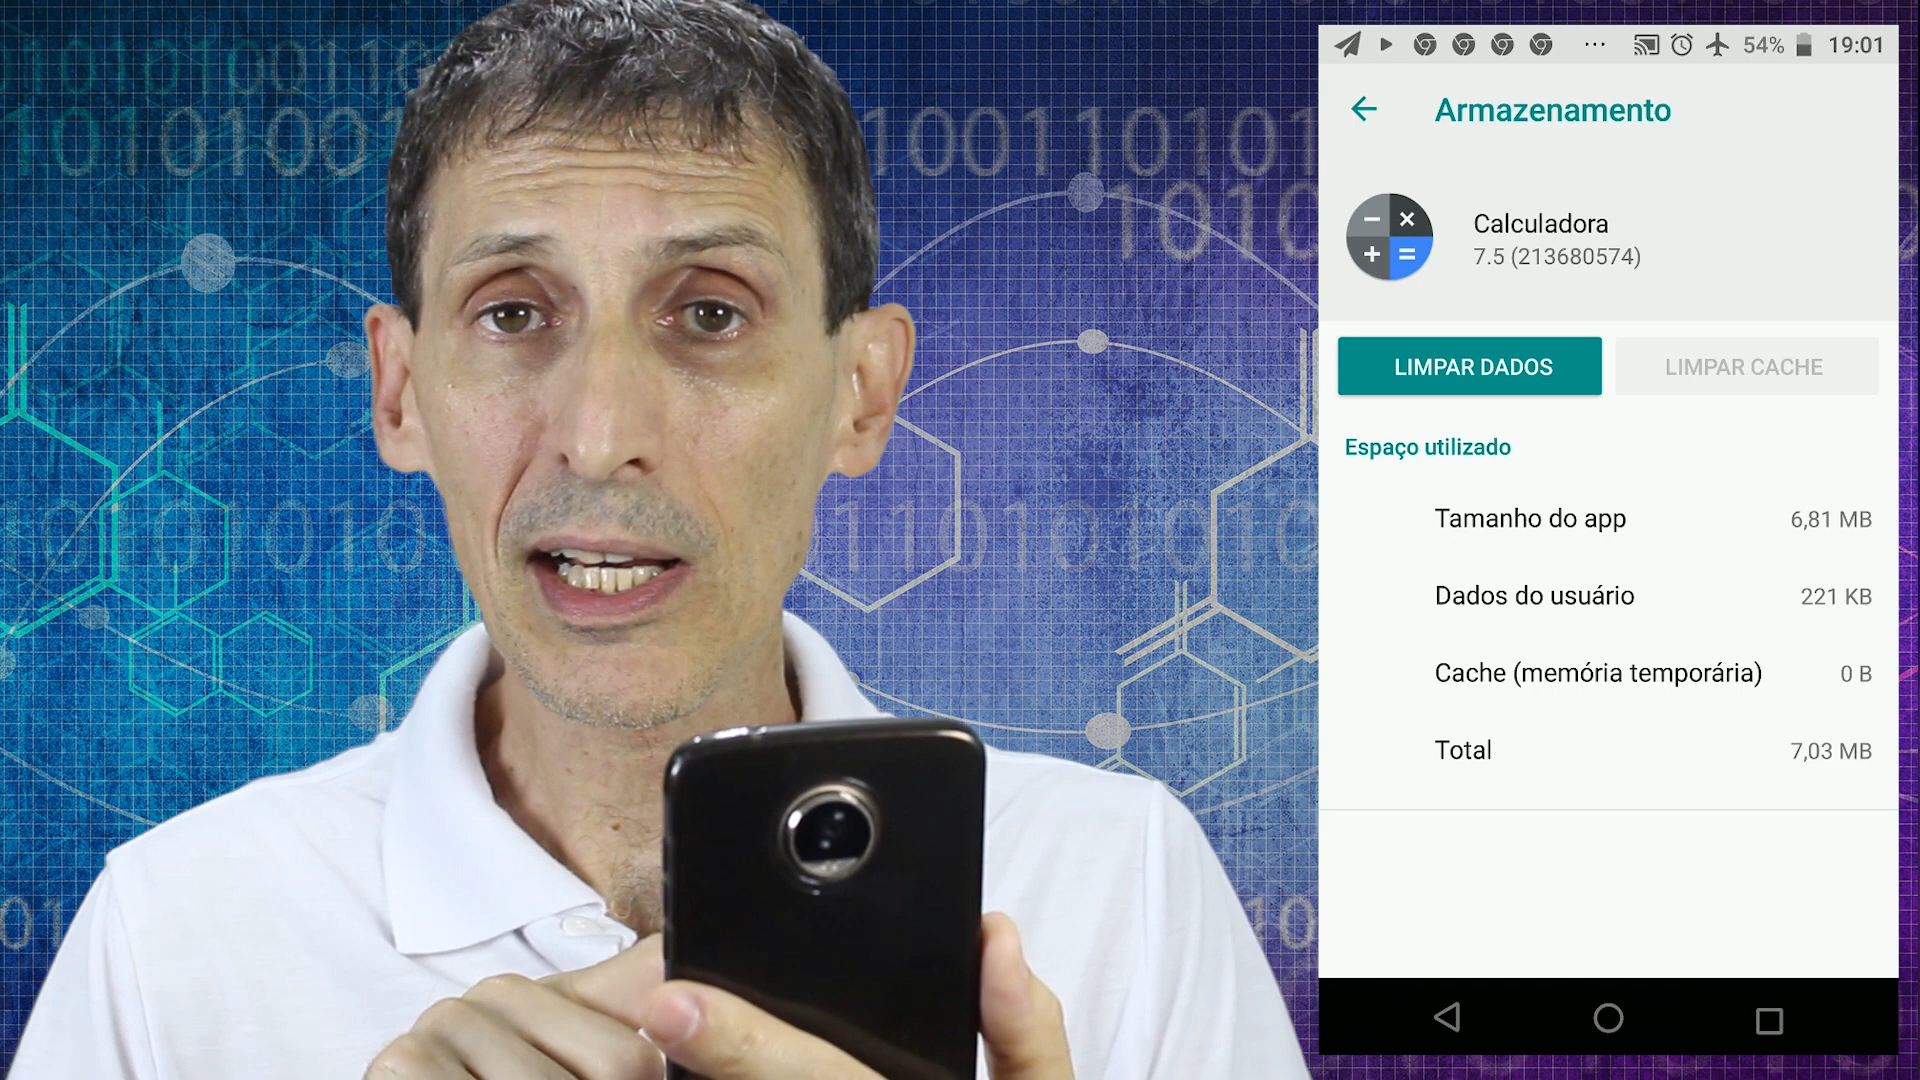 54% 19:01
Armazenamento
Calculadora
7.5 (213680574)
LIMPAR DADOS LIMPAR CACHE
Espaço utilizado
Tamanho do app 6,81 MB
Dados do usuário 221 KB
Cache (memória temporária) 0 B
Total 7,03 MB